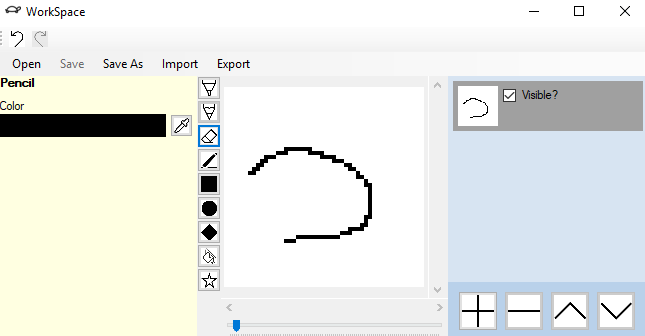 WorkSpace
Open Save Save As Import Export
Pencil
Color
Visible?